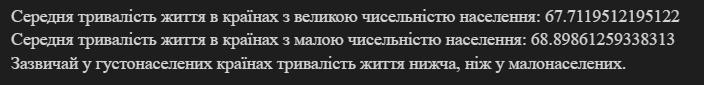 Середня тривалість життя в країнах з великою чисельністю населення: 67.7119512195122
Середня тривалість життя в країнах з малою чисельністю населення: 68.89861259338313
Зазвичай у густонаселених країнах тривалість життя нижча, ніж у малонаселених.